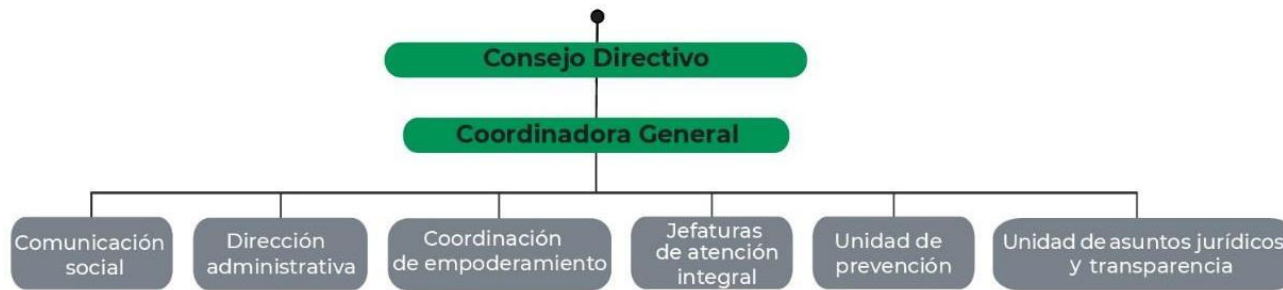 Consejo Directivo
Coordinadora General
Comunicación
social
Dirección
administrativa
Coordinación
de empoderamiento
Jefaturas
de atención
integral
Unidad de
prevención
Unidad de asuntos jurídicos
y transparencia